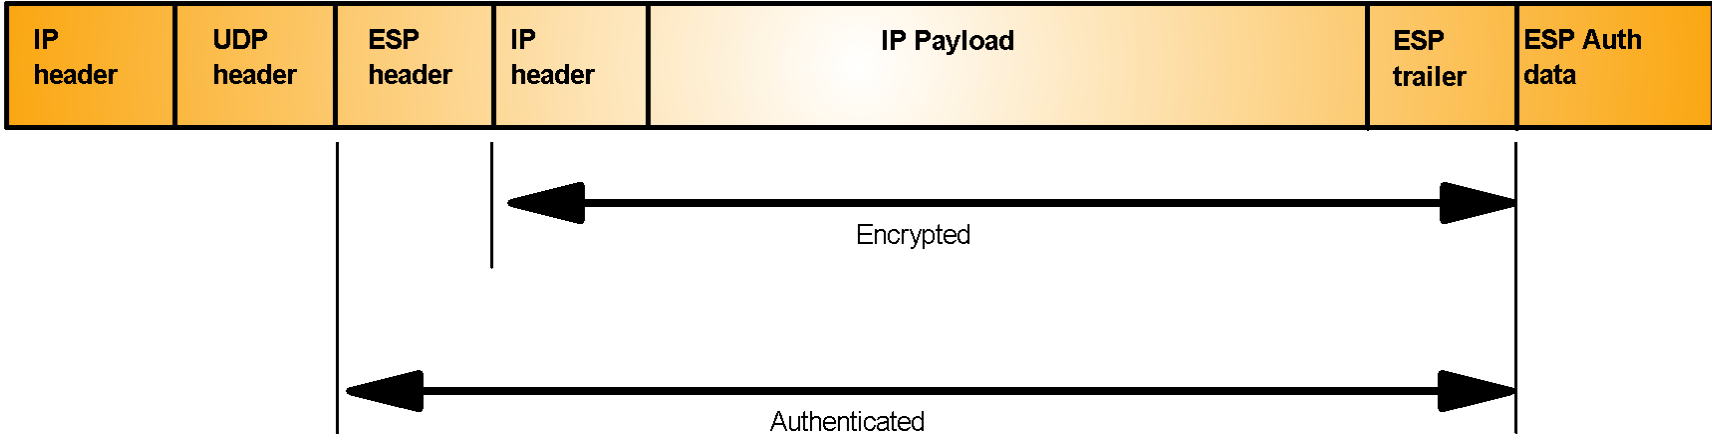 IP
header
UDP
header
ESP
header
IP
header
IP Payload
ESP
trailer
ESP Auth
data
Encrypted
Authenticated